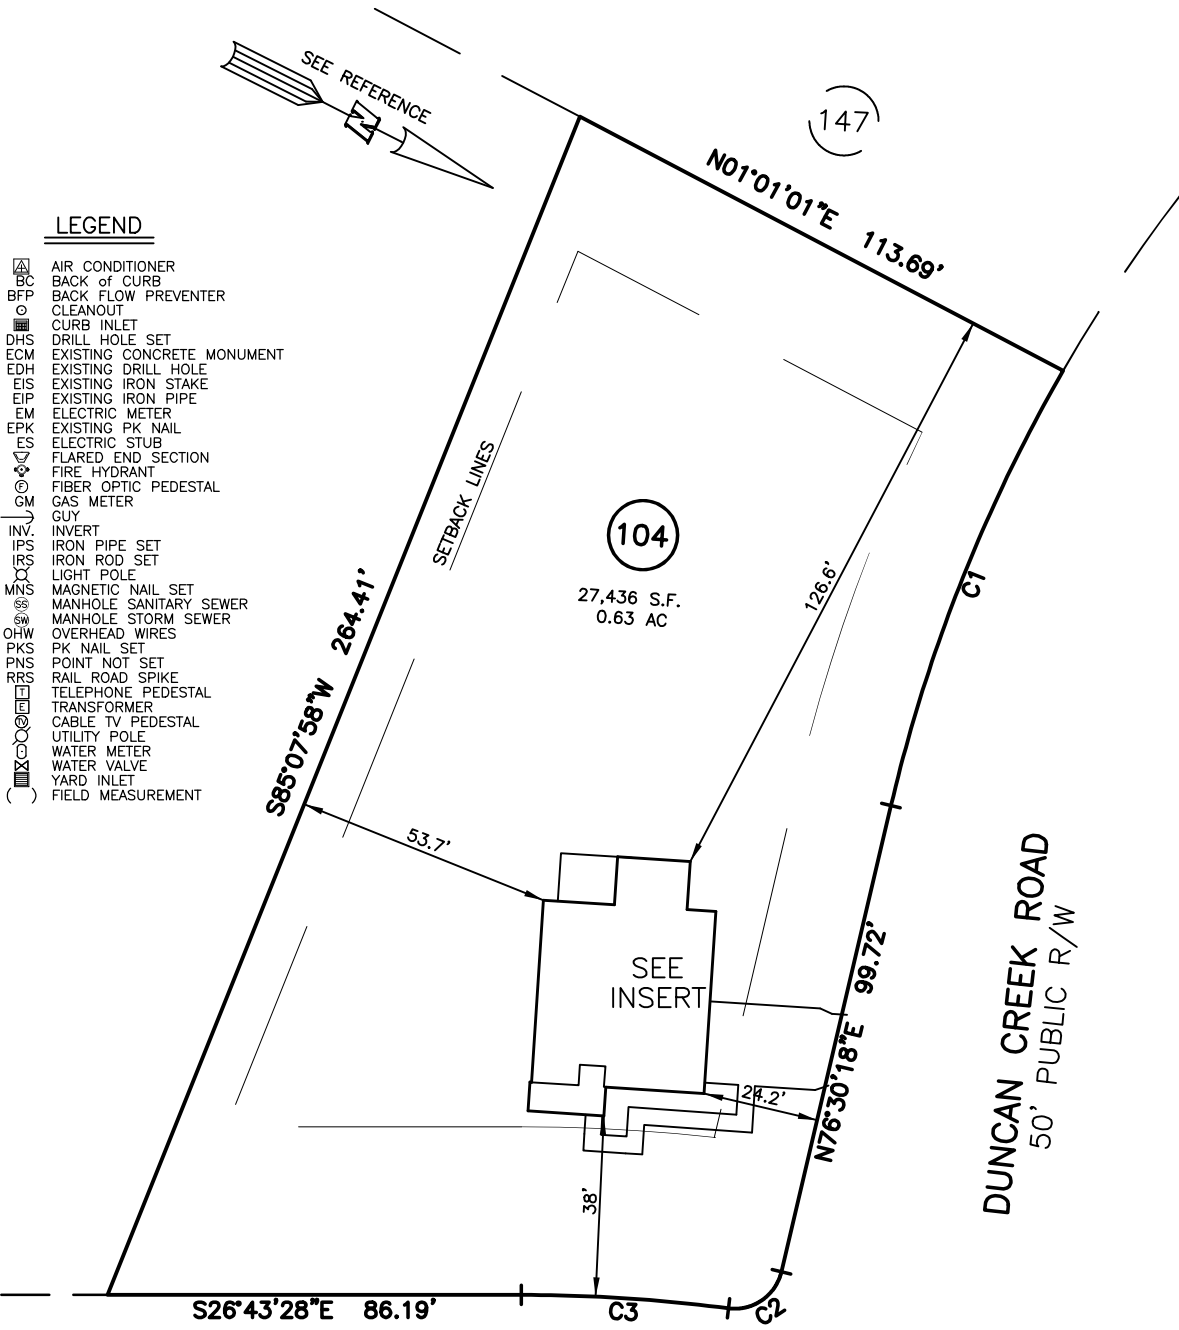 SEE REFERENCE
N
147
N01°01'01"E 113.69'
LEGEND
AIR CONDITIONER
BC BACK of CURB
BFP BACK FLOW PREVENTER
CLEANOUT
CURB INLET
DHS DRILL HOLE SET
ECM EXISTING CONCRETE MONUMENT
EDH EXISTING DRILL HOLE
EIS EXISTING IRON STAKE
EIP EXISTING IRON PIPE
EM ELECTRIC METER
EPK EXISTING PK NAIL
ES ELECTRIC STUB
FLARED END SECTION
FIRE HYDRANT
F FIBER OPTIC PEDESTAL
GM GAS METER
GUY
INV. INVERT
IPS IRON PIPE SET
IRS IRON ROD SET
LIGHT POLE
MNS MAGNETIC NAIL SET
SS MANHOLE SANITARY SEWER
SW MANHOLE STORM SEWER
OHW OVERHEAD WIRES
PKS PK NAIL SET
PNS POINT NOT SET
RRS RAIL ROAD SPIKE
T TELEPHONE PEDESTAL
E TRANSFORMER
TV CABLE TV PEDESTAL
UTILITY POLE
WATER METER
WATER VALVE
YARD INLET
( ) FIELD MEASUREMENT
SETBACK LINES
104
27,436 S.F.
0.63 AC
126.6'
C1
S85°07'58"W 264.41'
53.7'
SEE
INSERT
N76°30'18"E 99.72'
24.2'
38'
DUNCAN CREEK ROAD
50' PUBLIC R/W
S26°43'28"E 86.19'
C3
C2